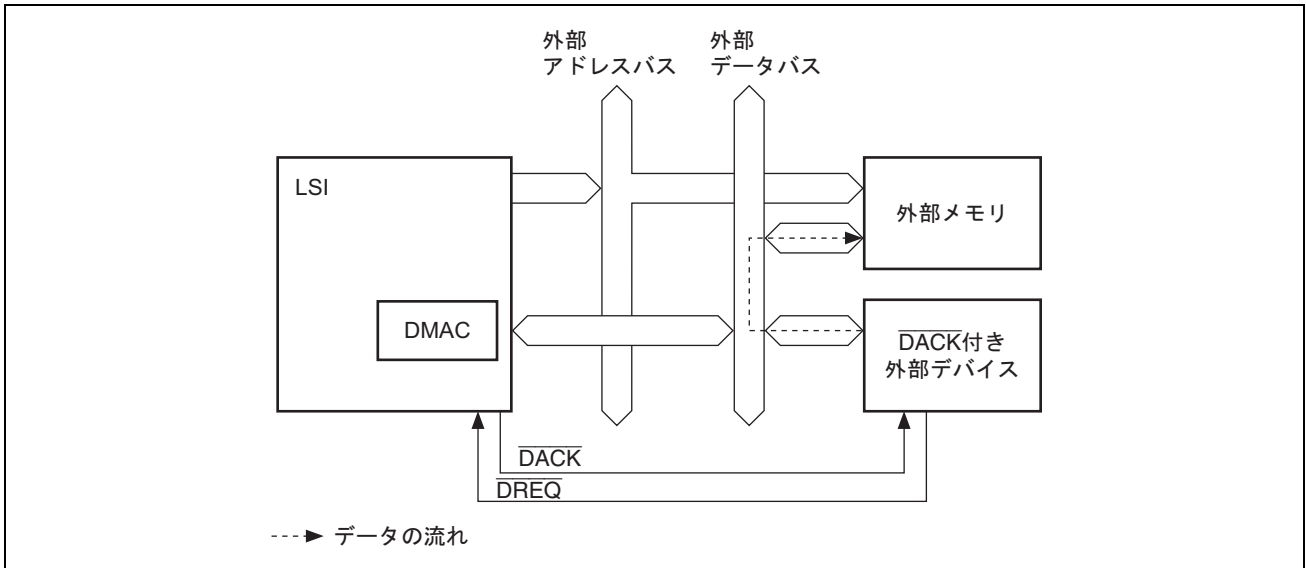 外部
アドレスバス
外部
データバス
LSI
外部メモリ
DMAC
DACK付き
外部デバイス
DACK
DREQ
データの流れ